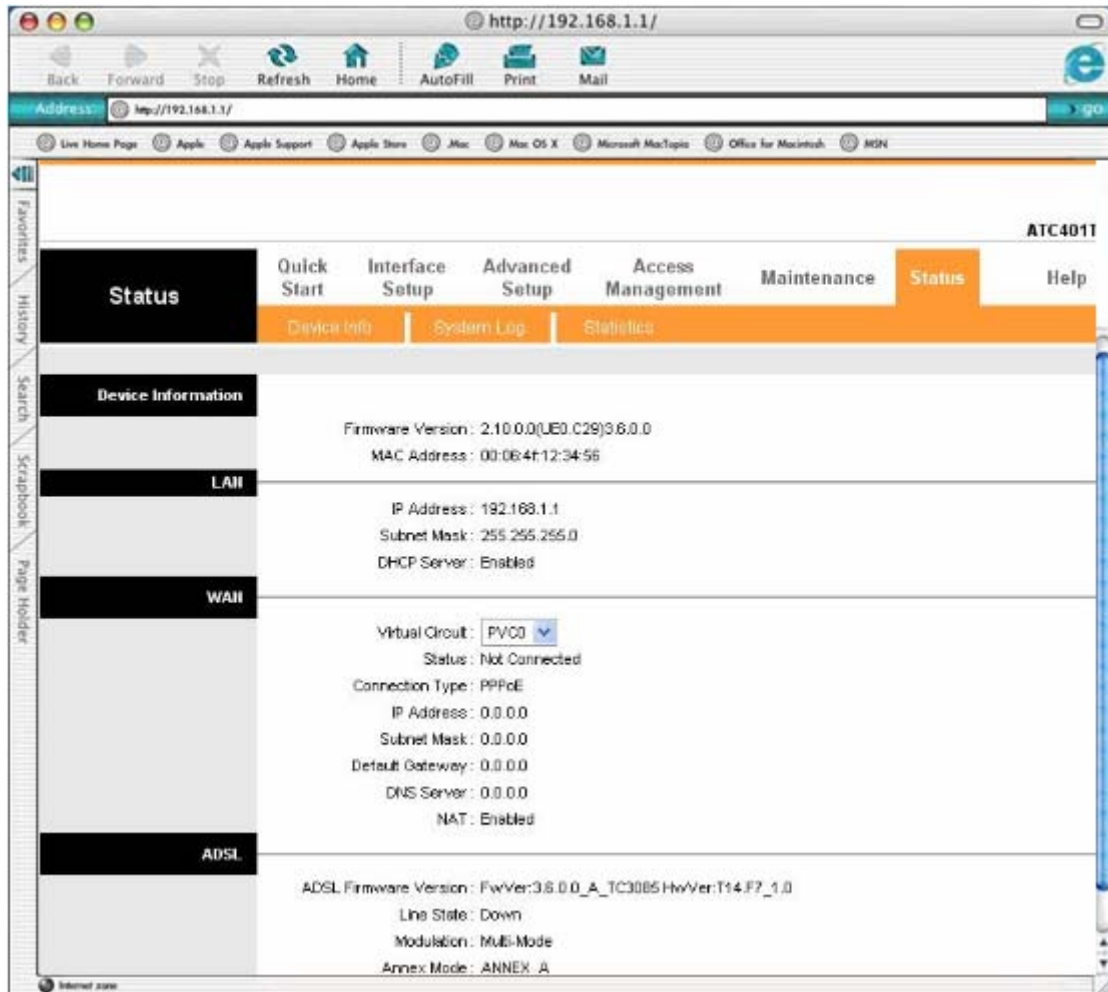 http://192.168.1.1/
Back Forward Stop Refresh Home AutoFill Print Mail
Address: http://192.168.1.1/ go
Live Home Page Apple Apple Support Apple Store .Mac Mac OS X Microsoft MacTopia Office for Macintosh MSN
Favorites
History
Search
Scrapbook
Page Holder
ATC401T
Status
Quick Start Interface Setup Advanced Setup Access Management Maintenance Status Help
Device Info System Log Statistics
Device Information
Firmware Version : 2.10.0.0(UE0.C29)3.6.0.0
MAC Address : 00:06:4f:12:34:56
LAN
IP Address : 192.168.1.1
Subnet Mask : 255.255.255.0
DHCP Server : Enabled
WAN
Virtual Circuit : PVC0
Status : Not Connected
Connection Type : PPPoE
IP Address : 0.0.0.0
Subnet Mask : 0.0.0.0
Default Gateway : 0.0.0.0
DNS Server : 0.0.0.0
NAT : Enabled
ADSL
ADSL Firmware Version : FwVer:3.6.0.0_A_TC3085 HwVer:T14.F7_1.0
Line State : Down
Modulation : Multi-Mode
Annex Mode : ANNEX_A
Internet zone